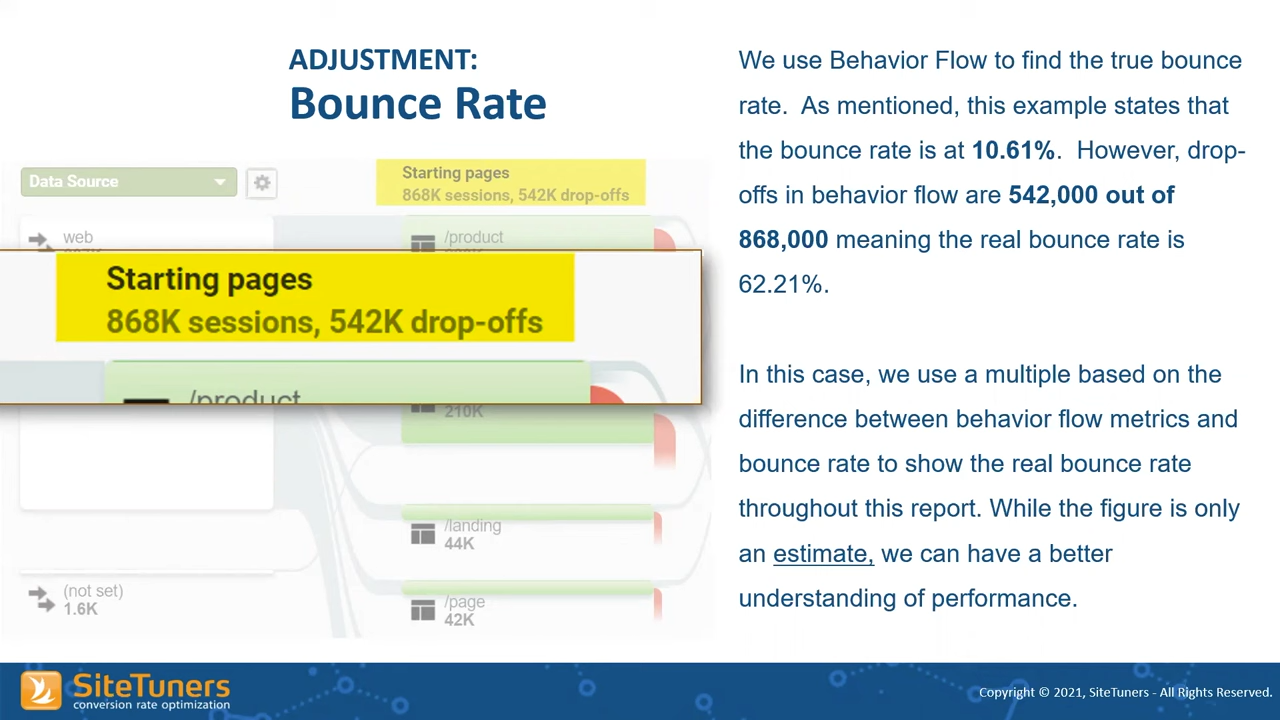 ADJUSTMENT:
Bounce Rate
Data Source
Starting pages
868K sessions, 542K drop-offs
web
/product
Starting pages
868K sessions, 542K drop-offs
/product
210K
/landing
44K
(not set)
1.6K
/page
42K
We use Behavior Flow to find the true bounce
rate.  As mentioned, this example states that
the bounce rate is at 10.61%.  However, drop-
offs in behavior flow are 542,000 out of
868,000 meaning the real bounce rate is
62.21%.
In this case, we use a multiple based on the
difference between behavior flow metrics and
bounce rate to show the real bounce rate
throughout this report. While the figure is only
an estimate, we can have a better
understanding of performance.
SiteTuners
conversion rate optimization
Copyright © 2021, SiteTuners - All Rights Reserved.